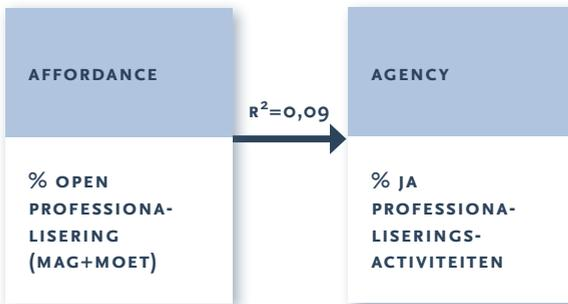 AFFORDANCE
R²=0,09
AGENCY
% OPEN
PROFESSIONA-
LISERING
(MAG+MOET)
% JA
PROFESSIONA-
LISERINGS-
ACTIVITEITEN